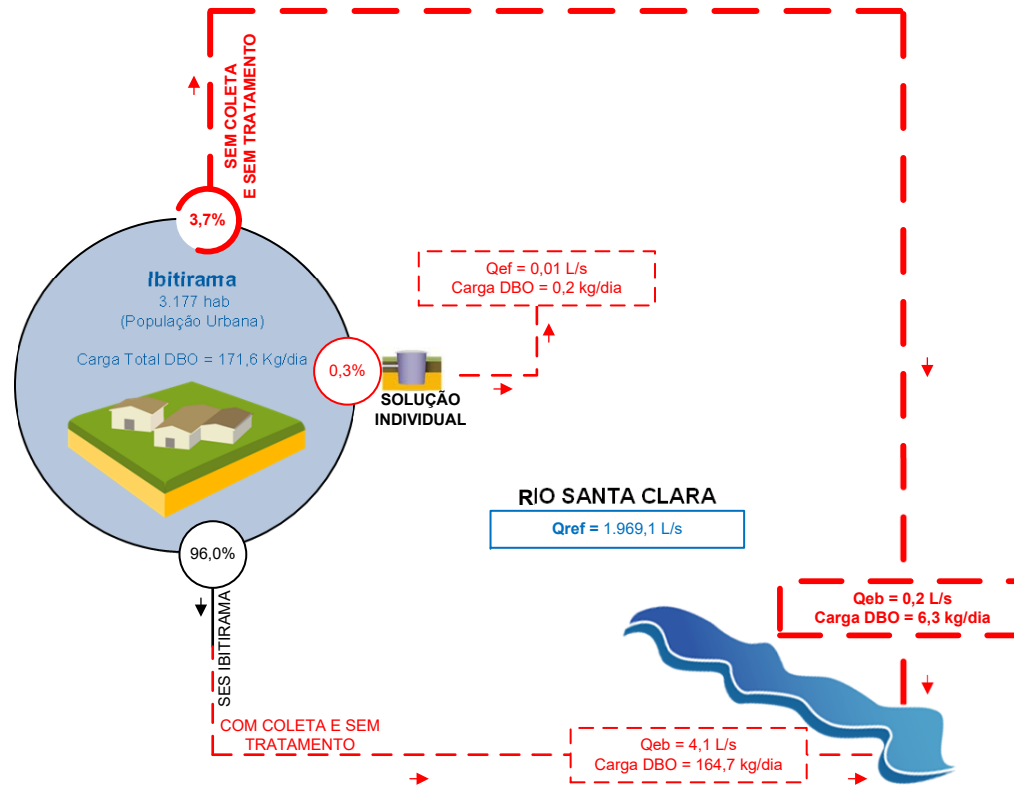 SEM COLETA
E SEM TRATAMENTO
3,7%
Ibitirama
3.177 hab
(População Urbana)
Carga Total DBO = 171,6 Kg/dia
0,3%
SOLUÇÃO
INDIVIDUAL
Qef = 0,01 L/s
Carga DBO = 0,2 kg/dia
RIO SANTA CLARA
Qref = 1.969,1 L/s
96,0%
SES IBITIRAMA
COM COLETA E SEM
TRATAMENTO
Qeb = 4,1 L/s
Carga DBO = 164,7 kg/dia
Qeb = 0,2 L/s
Carga DBO = 6,3 kg/dia